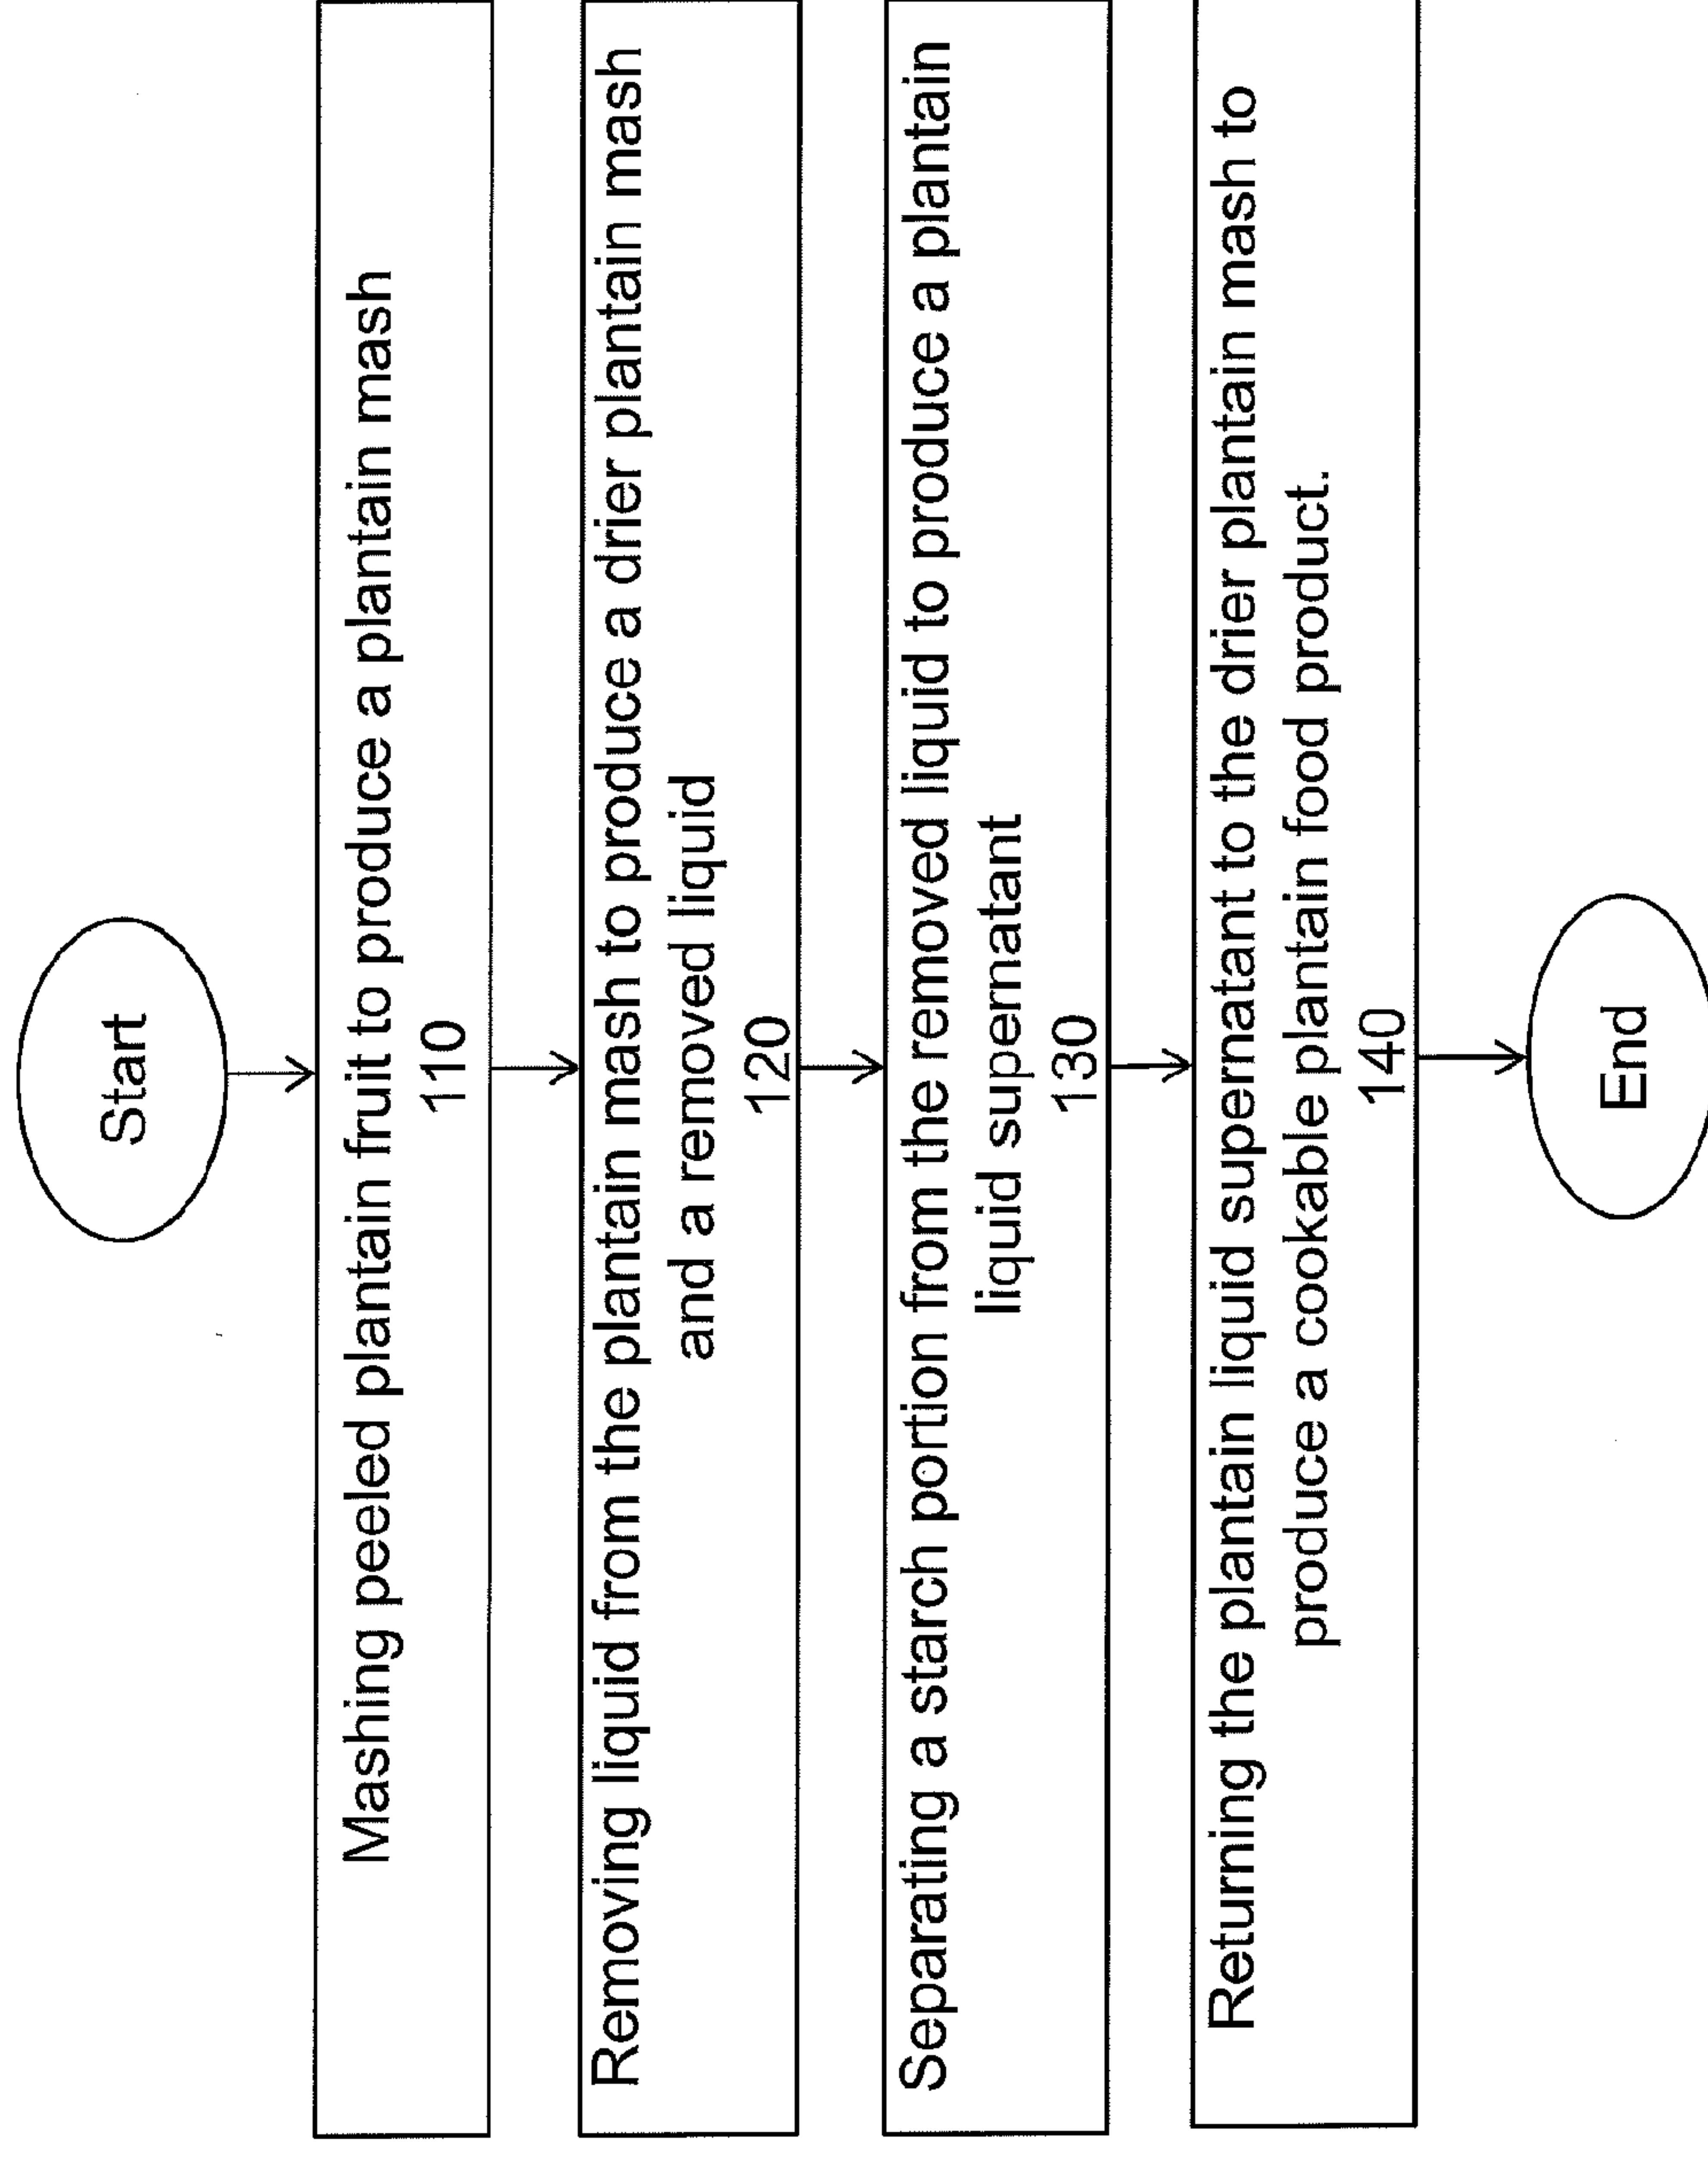 Start
Mashing peeled plantain fruit to produce a plantain mash
110
Removing liquid from the plantain mash to produce a drier plantain mash
and a removed liquid
120
Separating a starch portion from the removed liquid to produce a plantain
liquid supernatant
130
Returning the plantain liquid supernatant to the drier plantain mash to
produce a cookable plantain food product.
140
End